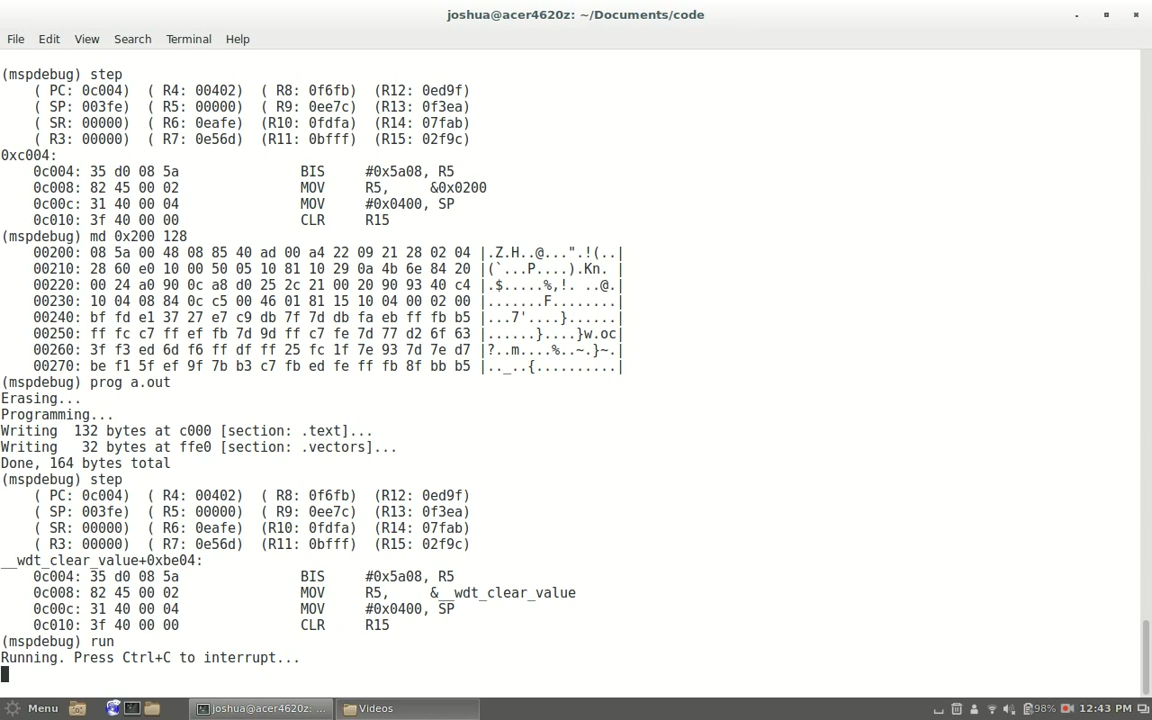 joshua@acer4620z: ~/Documents/code
File Edit View Search Terminal Help
(mspdebug) step
    ( PC: 0c004)  ( R4: 00402)  ( R8: 0f6fb)  (R12: 0ed9f)
    ( SP: 003fe)  ( R5: 00000)  ( R9: 0ee7c)  (R13: 0f3ea)
    ( SR: 00000)  ( R6: 0eafe)  (R10: 0fdfa)  (R14: 07fab)
    ( R3: 00000)  ( R7: 0e56d)  (R11: 0bfff)  (R15: 02f9c)
0xc004:
    0c004: 35 d0 08 5a               BIS     #0x5a08, R5
    0c008: 82 45 00 02               MOV     R5,     &0x0200
    0c00c: 31 40 00 04               MOV     #0x0400, SP
    0c010: 3f 40 00 00               CLR     R15
(mspdebug) md 0x200 128
    00200: 08 5a 00 48 08 85 40 ad 00 a4 22 09 21 28 02 04 |.Z.H..@...".!(..|
    00210: 28 60 e0 10 00 50 05 10 81 10 29 0a 4b 6e 84 20 |(`...P....).Kn. |
    00220: 00 24 a0 90 0c a8 d0 25 2c 21 00 20 90 93 40 c4 |.$.....%,!. ..@.|
    00230: 10 04 08 84 0c c5 00 46 01 81 15 10 04 00 02 00 |.......F........|
    00240: bf fd e1 37 27 e7 c9 db 7f 7d db fa eb ff fb b5 |...7'....}......|
    00250: ff fc c7 ff ef fb 7d 9d ff c7 fe 7d 77 d2 6f 63 |......}....}w.oc|
    00260: 3f f3 ed 6d f6 ff df ff 25 fc 1f 7e 93 7d 7e d7 |?..m....%..~.}~.|
    00270: be f1 5f ef 9f 7b b3 c7 fb ed fe ff fb 8f bb b5 |.._..{..........|
(mspdebug) prog a.out
Erasing...
Programming...
Writing  132 bytes at c000 [section: .text]...
Writing   32 bytes at ffe0 [section: .vectors]...
Done, 164 bytes total
(mspdebug) step
    ( PC: 0c004)  ( R4: 00402)  ( R8: 0f6fb)  (R12: 0ed9f)
    ( SP: 003fe)  ( R5: 00000)  ( R9: 0ee7c)  (R13: 0f3ea)
    ( SR: 00000)  ( R6: 0eafe)  (R10: 0fdfa)  (R14: 07fab)
    ( R3: 00000)  ( R7: 0e56d)  (R11: 0bfff)  (R15: 02f9c)
__wdt_clear_value+0xbe04:
    0c004: 35 d0 08 5a               BIS     #0x5a08, R5
    0c008: 82 45 00 02               MOV     R5,     &__wdt_clear_value
    0c00c: 31 40 00 04               MOV     #0x0400, SP
    0c010: 3f 40 00 00               CLR     R15
(mspdebug) run
Running. Press Ctrl+C to interrupt...
Menu joshua@acer4620z: ... Videos 98% 12:43 PM